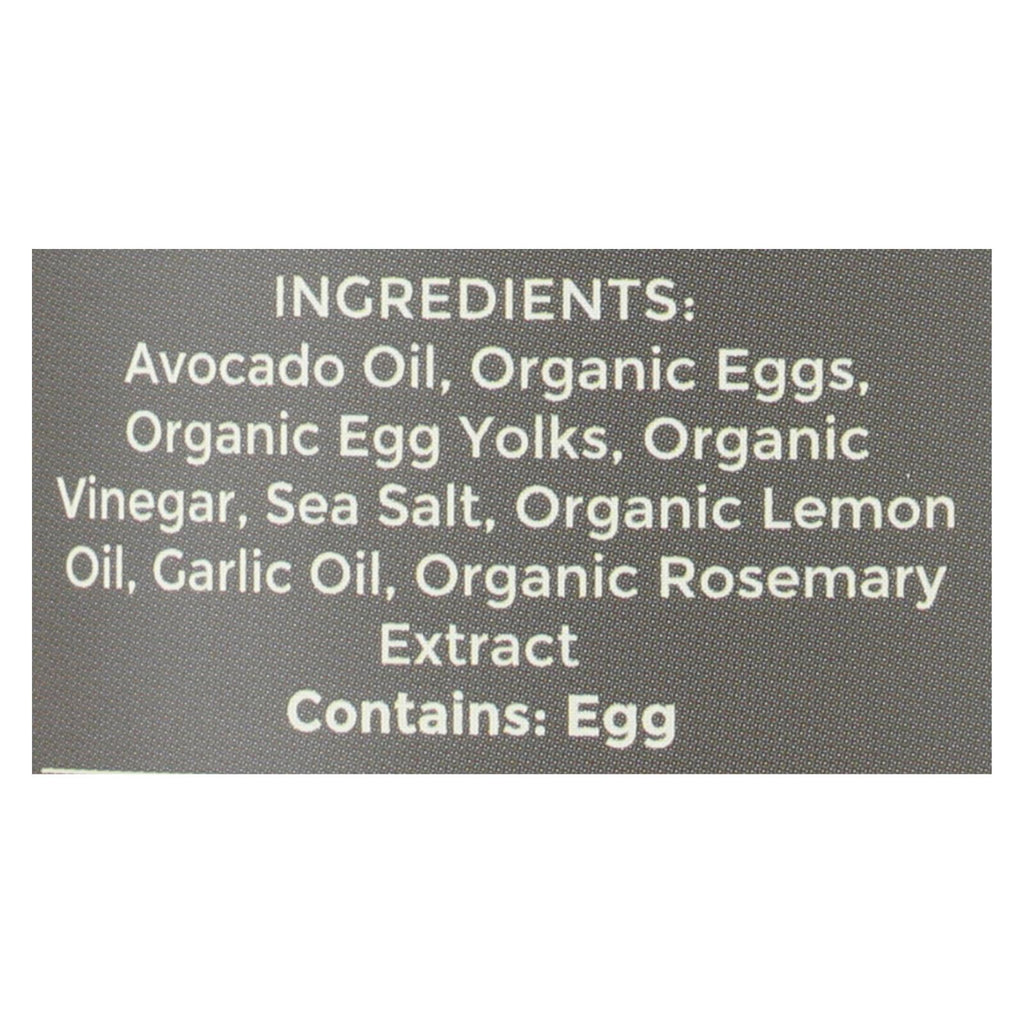 INGREDIENTS:
Avocado Oil, Organic Eggs,
Organic Egg Yolks, Organic
Vinegar, Sea Salt, Organic Lemon
Oil, Garlic Oil, Organic Rosemary
Extract
Contains: Egg